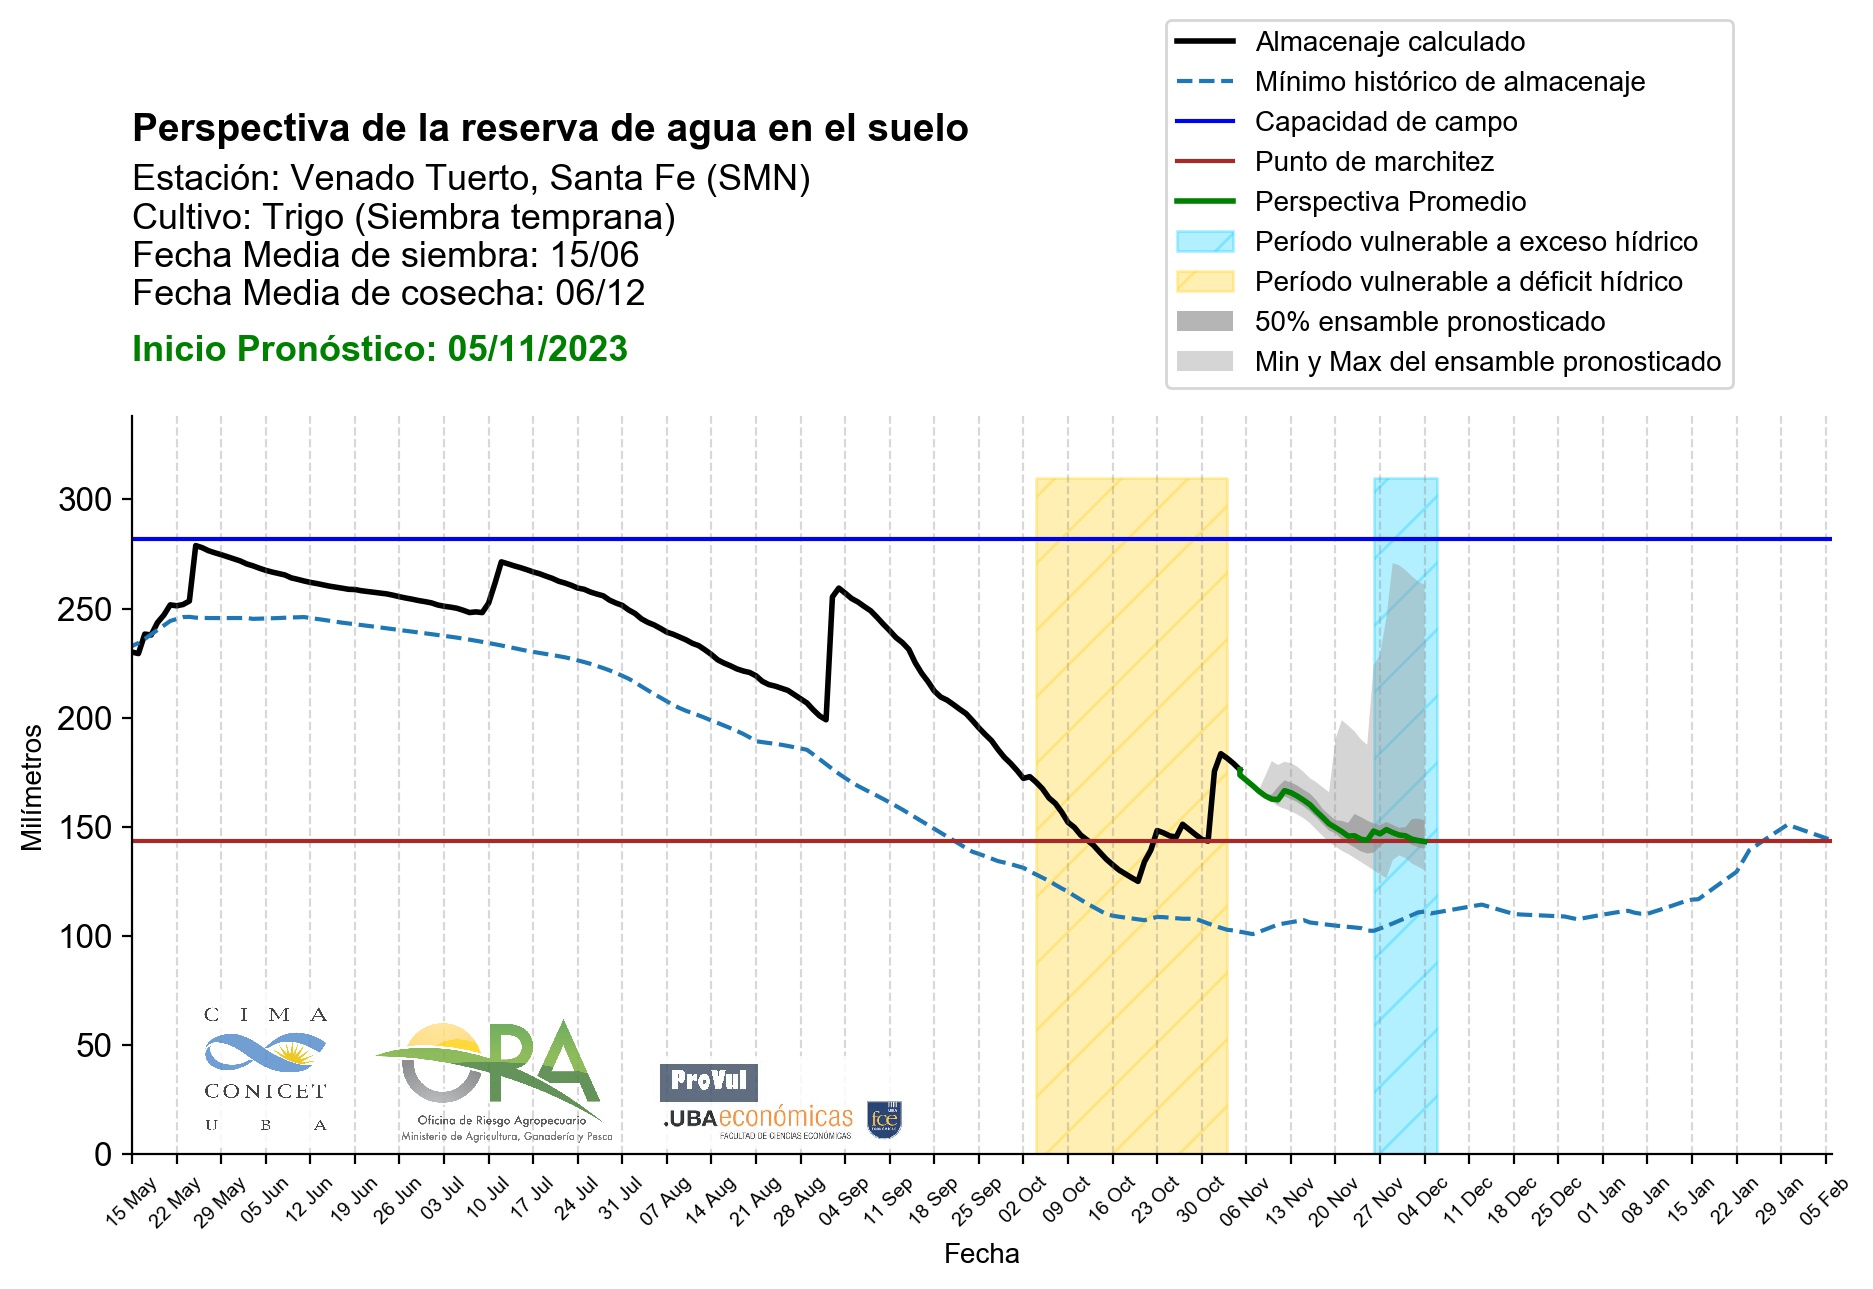 Almacenaje calculado
Mínimo histórico de almacenaje
Capacidad de campo
Punto de marchitez
Perspectiva Promedio
Período vulnerable a exceso hídrico
Período vulnerable a déficit hídrico
50% ensamble pronosticado
Min y Max del ensamble pronosticado
Perspectiva de la reserva de agua en el suelo
Estación: Venado Tuerto, Santa Fe (SMN)
Cultivo: Trigo (Siembra temprana)
Fecha Media de siembra: 15/06
Fecha Media de cosecha: 06/12
Inicio Pronóstico: 05/11/2023
Milímetros
300
250
200
150
100
50
0
CIMA
CONICET
UBA
ORA
Oficina de Riesgo Agropecuario
Ministerio de Agricultura, Ganadería y Pesca
ProVul
.UBAeconómicas
FACULTAD DE CIENCIAS ECONÓMICAS
fce
15 May
22 May
29 May
05 Jun
12 Jun
19 Jun
26 Jun
03 Jul
10 Jul
17 Jul
24 Jul
31 Jul
07 Aug
14 Aug
21 Aug
28 Aug
04 Sep
11 Sep
18 Sep
25 Sep
02 Oct
09 Oct
16 Oct
23 Oct
30 Oct
06 Nov
13 Nov
20 Nov
27 Nov
04 Dec
11 Dec
18 Dec
25 Dec
01 Jan
08 Jan
15 Jan
22 Jan
29 Jan
05 Feb
Fecha